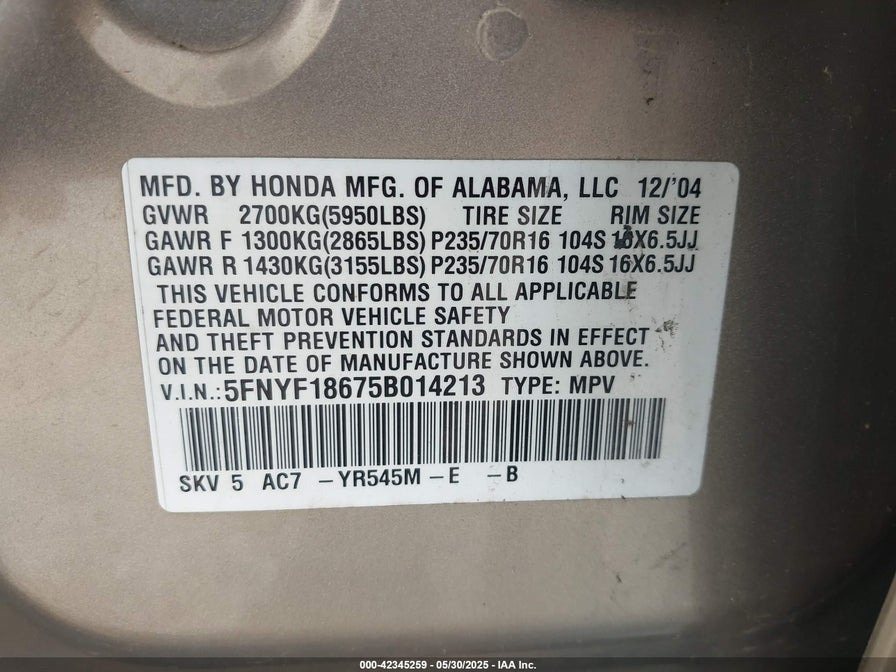 MFD. BY HONDA MFG. OF ALABAMA, LLC 12/'04
GVWR 2700KG(5950LBS) TIRE SIZE RIM SIZE
GAWR F 1300KG(2865LBS) P235/70R16 104S 16X6.5JJ
GAWR R 1430KG(3155LBS) P235/70R16 104S 16X6.5JJ
THIS VEHICLE CONFORMS TO ALL APPLICABLE
FEDERAL MOTOR VEHICLE SAFETY
AND THEFT PREVENTION STANDARDS IN EFFECT
ON THE DATE OF MANUFACTURE SHOWN ABOVE.
V.I.N.: 5FNYF18675B014213 TYPE: MPV
SKV 5 AC7 -YR545M -E -B
000-42345259 - 05/30/2025 - IAA Inc.